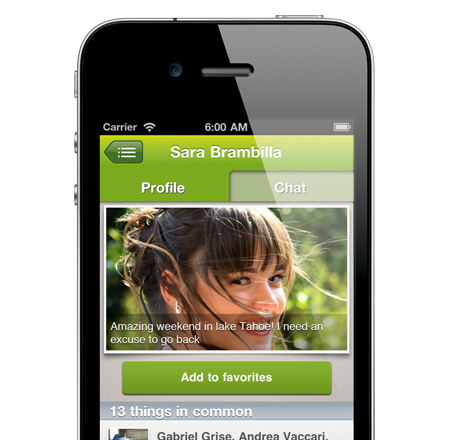 Carrier 6:00 AM
Sara Brambilla
Profile Chat
Amazing weekend in lake Tahoe! I need an
excuse to go back
Add to favorites
13 things in common
Gabriel Grise, Andrea Vaccari,